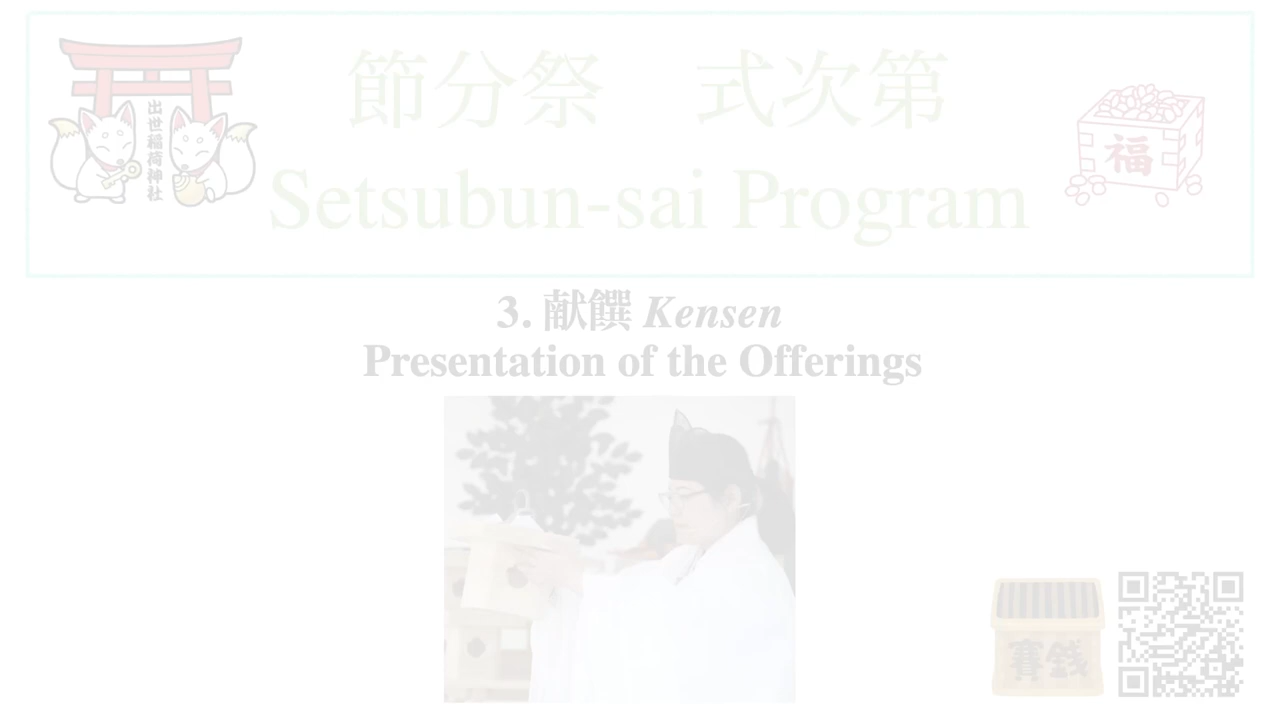 節分祭　式次第
出世稲荷神社
福
Setsubun-sai Program
3. 献饌 Kensen
Presentation of the Offerings
賽銭